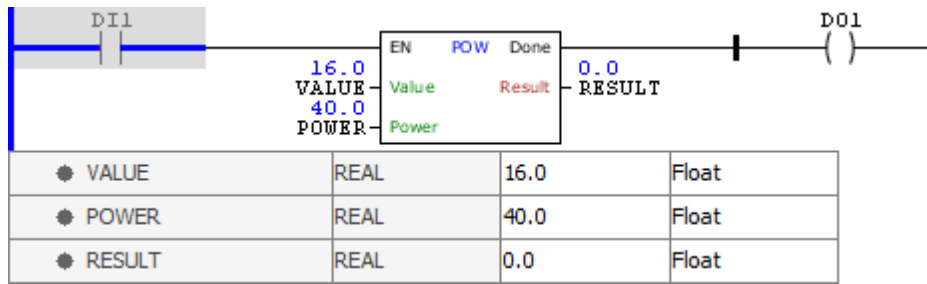 DI1
DO1
EN POW Done
16.0
0.0
VALUE Value Result RESULT
40.0
POWER Power
VALUE REAL 16.0 Float
POWER REAL 40.0 Float
RESULT REAL 0.0 Float